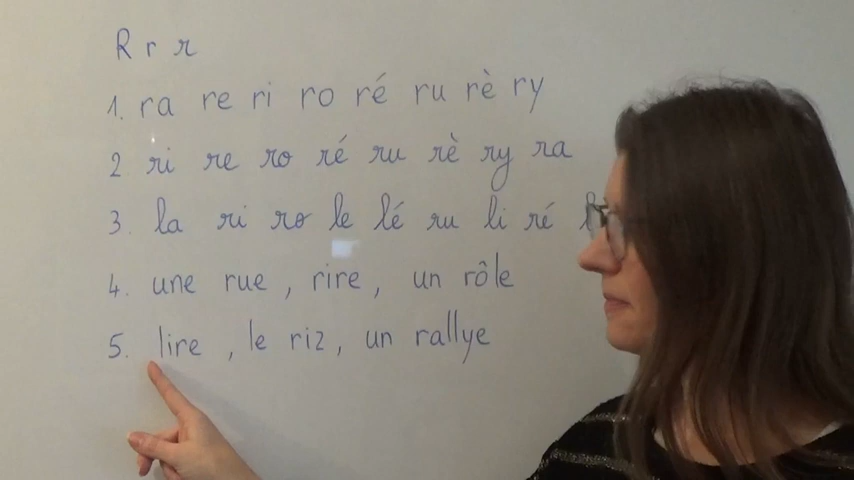 R r r
1. ra re ri ro ré ru rè ry
2 ri re ro ré ru rè ry ra
3. la ri ro le lé ru li ré
4. une rue , rire , un rôle
5. lire , le riz , un rallye